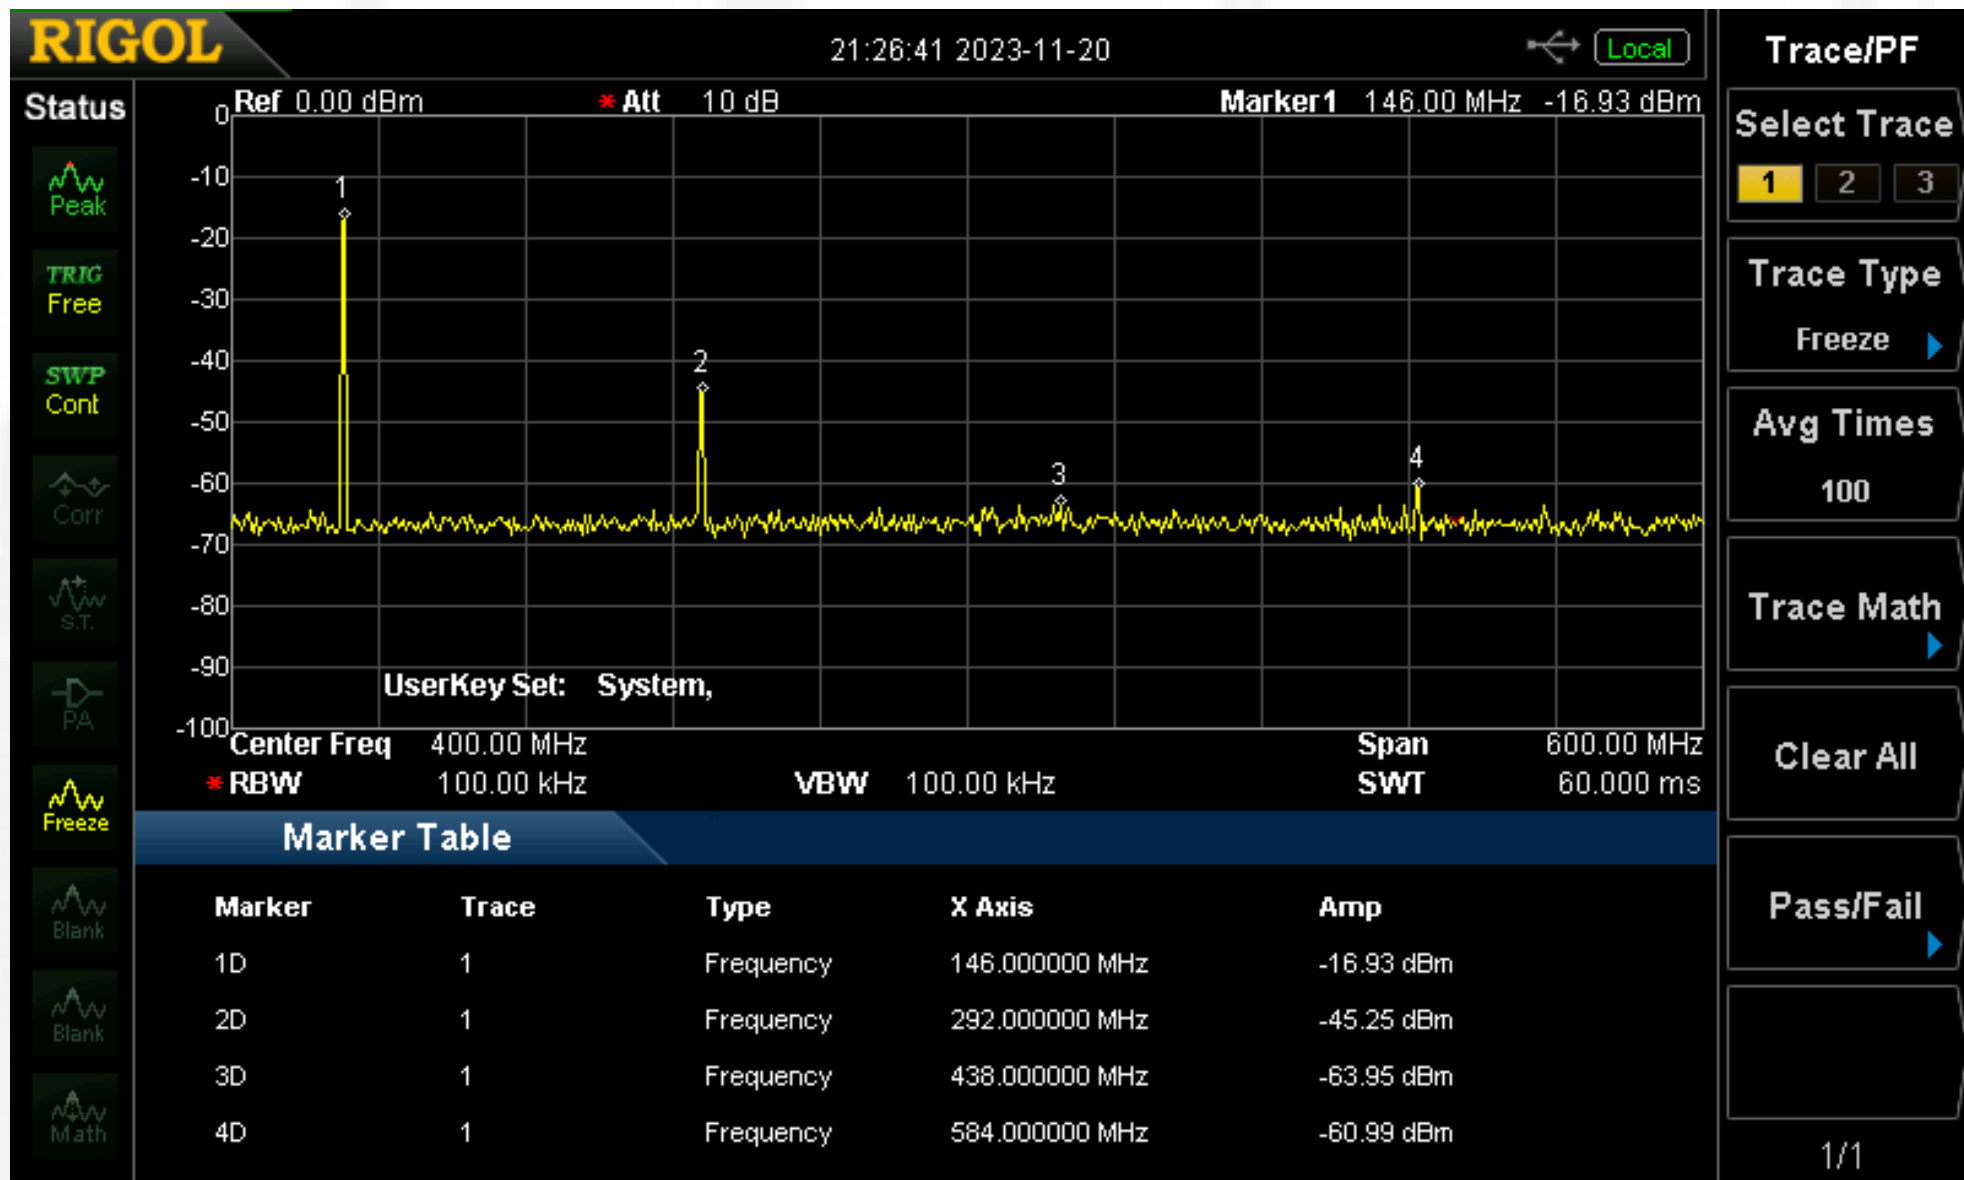 RIGOL
21:26:41 2023-11-20
Local
Trace/PF
Status
Ref 0.00 dBm
* Att 10 dB
Marker1 146.00 MHz -16.93 dBm
Select Trace
1 2 3
0
-10
-20
-30
-40
-50
-60
-70
-80
-90
-100
1
2
3
4
Peak
TRIG
Free
SWP
Cont
Corr
S.T.
PA
Freeze
Blank
Blank
Math
Trace Type
Freeze
Avg Times
100
Trace Math
Clear All
Pass/Fail
1/1
UserKey Set: System,
Center Freq 400.00 MHz
Span 600.00 MHz
* RBW 100.00 kHz
VBW 100.00 kHz
SWT 60.000 ms
Marker Table
Marker Trace Type X Axis Amp
1D 1 Frequency 146.000000 MHz -16.93 dBm
2D 1 Frequency 292.000000 MHz -45.25 dBm
3D 1 Frequency 438.000000 MHz -63.95 dBm
4D 1 Frequency 584.000000 MHz -60.99 dBm